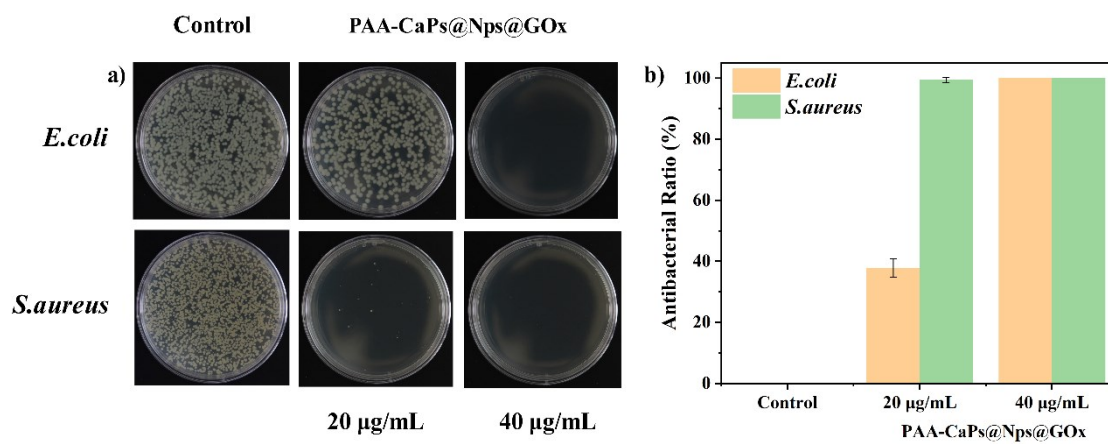 Control PAA-CaPs@Nps@GOx
a)
E.coli
S.aureus
20 μg/mL 40 μg/mL
b)
Antibacterial Ratio (%)
100
80
60
40
20
0
E.coli
S.aureus
Control 20 μg/mL 40 μg/mL
PAA-CaPs@Nps@GOx